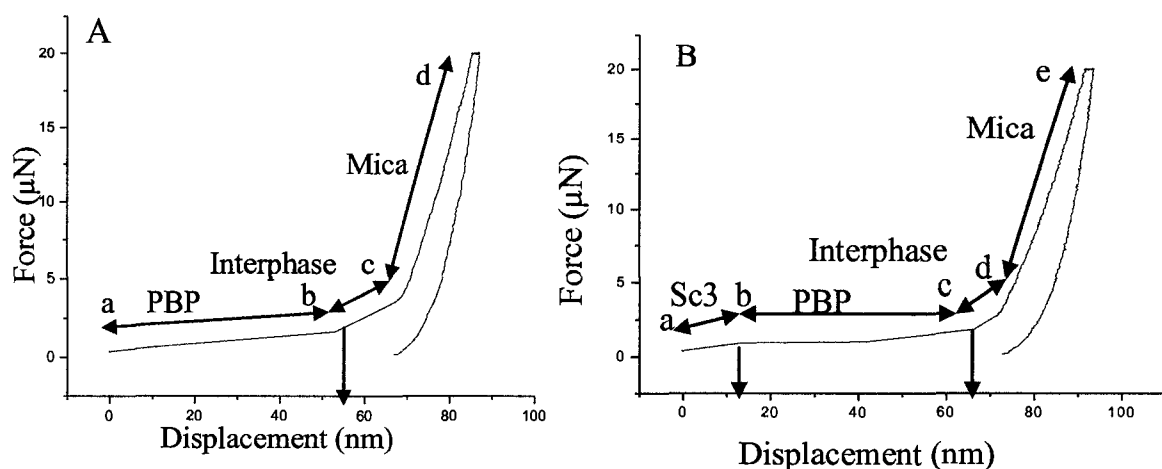 A
Force (µN)
20
15
10
5
0
a
PBP
b
Interphase
c
Mica
d
0
20
40
60
80
100
Displacement (nm)
B
Force (µN)
20
15
10
5
0
a
Sc3
b
PBP
Interphase
c
d
Mica
e
0
20
40
60
80
100
Displacement (nm)